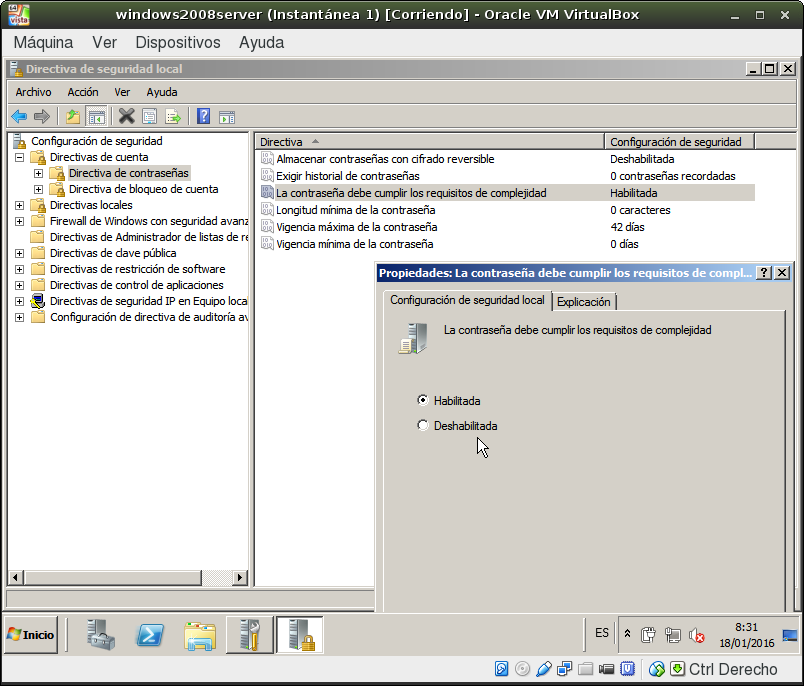 windows2008server (Instantánea 1) [Corriendo] - Oracle VM VirtualBox
Máquina Ver Dispositivos Ayuda
Directiva de seguridad local
Archivo Acción Ver Ayuda
Configuración de seguridad
Directivas de cuenta
Directiva de contraseñas
Directiva de bloqueo de cuenta
Directivas locales
Firewall de Windows con seguridad avanz
Directivas de Administrador de listas de re
Directivas de clave pública
Directivas de restricción de software
Directivas de control de aplicaciones
Directivas de seguridad IP en Equipo loca
Configuración de directiva de auditoría av
Directiva Configuración de seguridad
Almacenar contraseñas con cifrado reversible Deshabilitada
Exigir historial de contraseñas 0 contraseñas recordadas
La contraseña debe cumplir los requisitos de complejidad Habilitada
Longitud mínima de la contraseña 0 caracteres
Vigencia máxima de la contraseña 42 días
Vigencia mínima de la contraseña 0 días
Propiedades: La contraseña debe cumplir los requisitos de compl...
Configuración de seguridad local Explicación
La contraseña debe cumplir los requisitos de complejidad
Habilitada
Deshabilitada
Inicio ES 8:31
18/01/2016
Ctrl Derecho